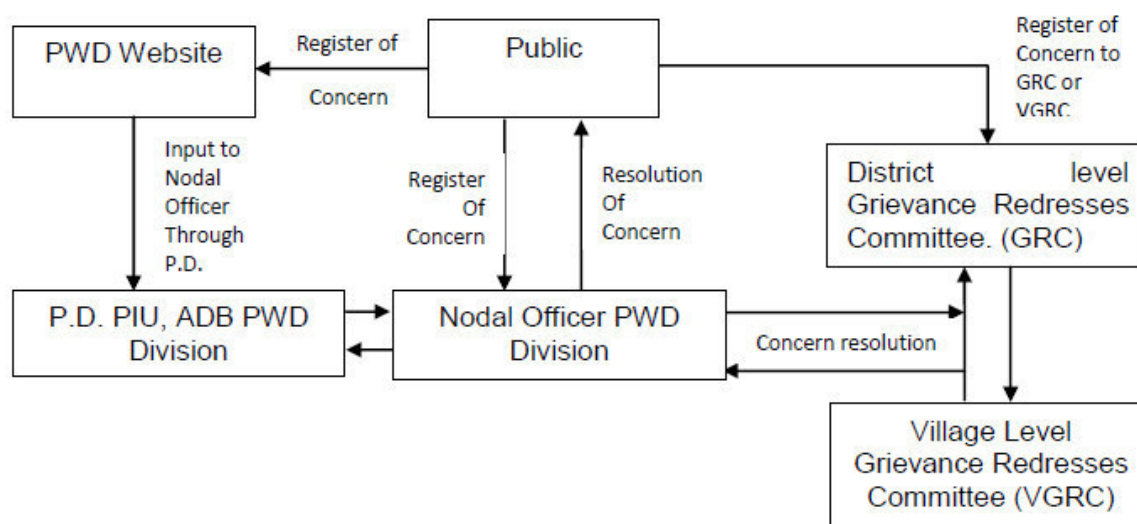 PWD Website
Register of
Concern
Public
Register of
Concern to
GRC or
VGRC
Input to
Nodal
Officer
Through
P.D.
Register
Of
Concern
Resolution
Of
Concern
District level
Grievance Redresses
Committee. (GRC)
P.D. PIU, ADB PWD
Division
Nodal Officer PWD
Division
Concern resolution
Village Level
Grievance Redresses
Committee (VGRC)